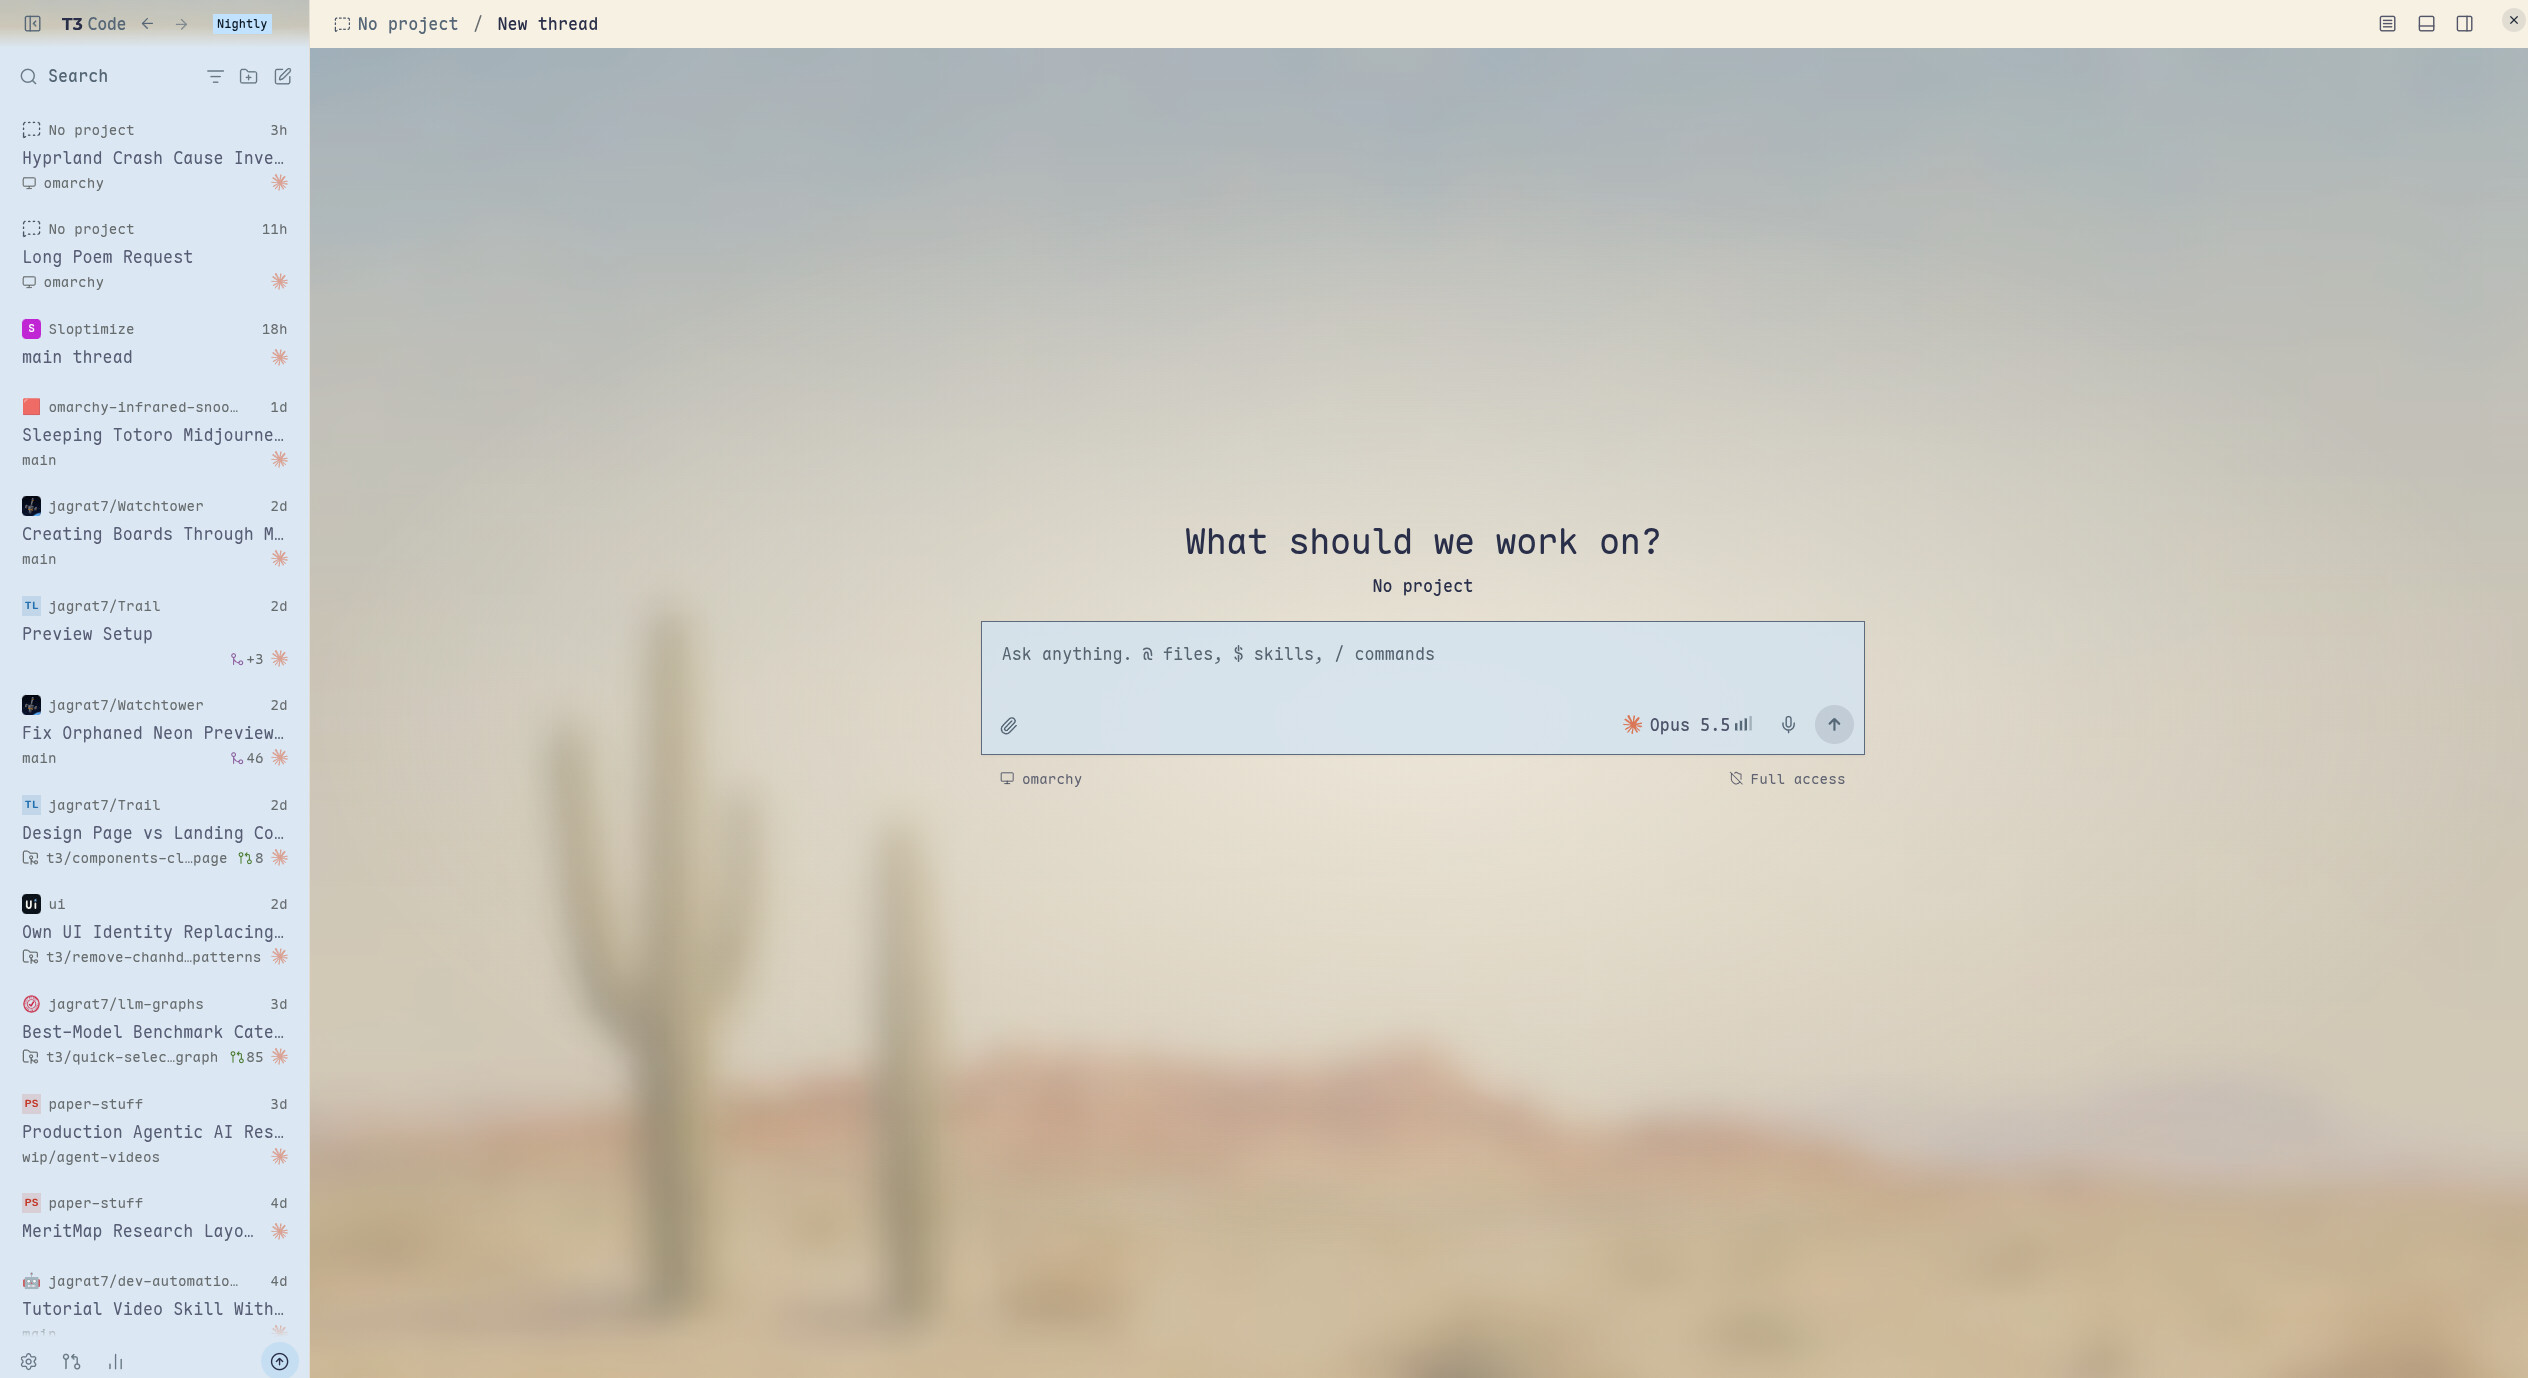 T3 Code Nightly
No project / New thread
Search
No project 3h
Hyprland Crash Cause Inve…
omarchy
No project 11h
Long Poem Request
omarchy
S Sloptimize 18h
main thread
omarchy-infrared-snoo… 1d
Sleeping Totoro Midjourne…
main
jagrat7/Watchtower 2d
Creating Boards Through M…
main
TL jagrat7/Trail 2d
Preview Setup
+3
jagrat7/Watchtower 2d
Fix Orphaned Neon Preview…
main 46
TL jagrat7/Trail 2d
Design Page vs Landing Co…
t3/components-cl…page 8
Ui ui 2d
Own UI Identity Replacing…
t3/remove-chanhd…patterns
jagrat7/llm-graphs 3d
Best-Model Benchmark Cate…
t3/quick-selec…graph 85
PS paper-stuff 3d
Production Agentic AI Res…
wip/agent-videos
PS paper-stuff 4d
MeritMap Research Layo…
jagrat7/dev-automatio… 4d
Tutorial Video Skill With…
main
What should we work on?
No project
Ask anything. @ files, $ skills, / commands
Opus 5.5
omarchy
Full access